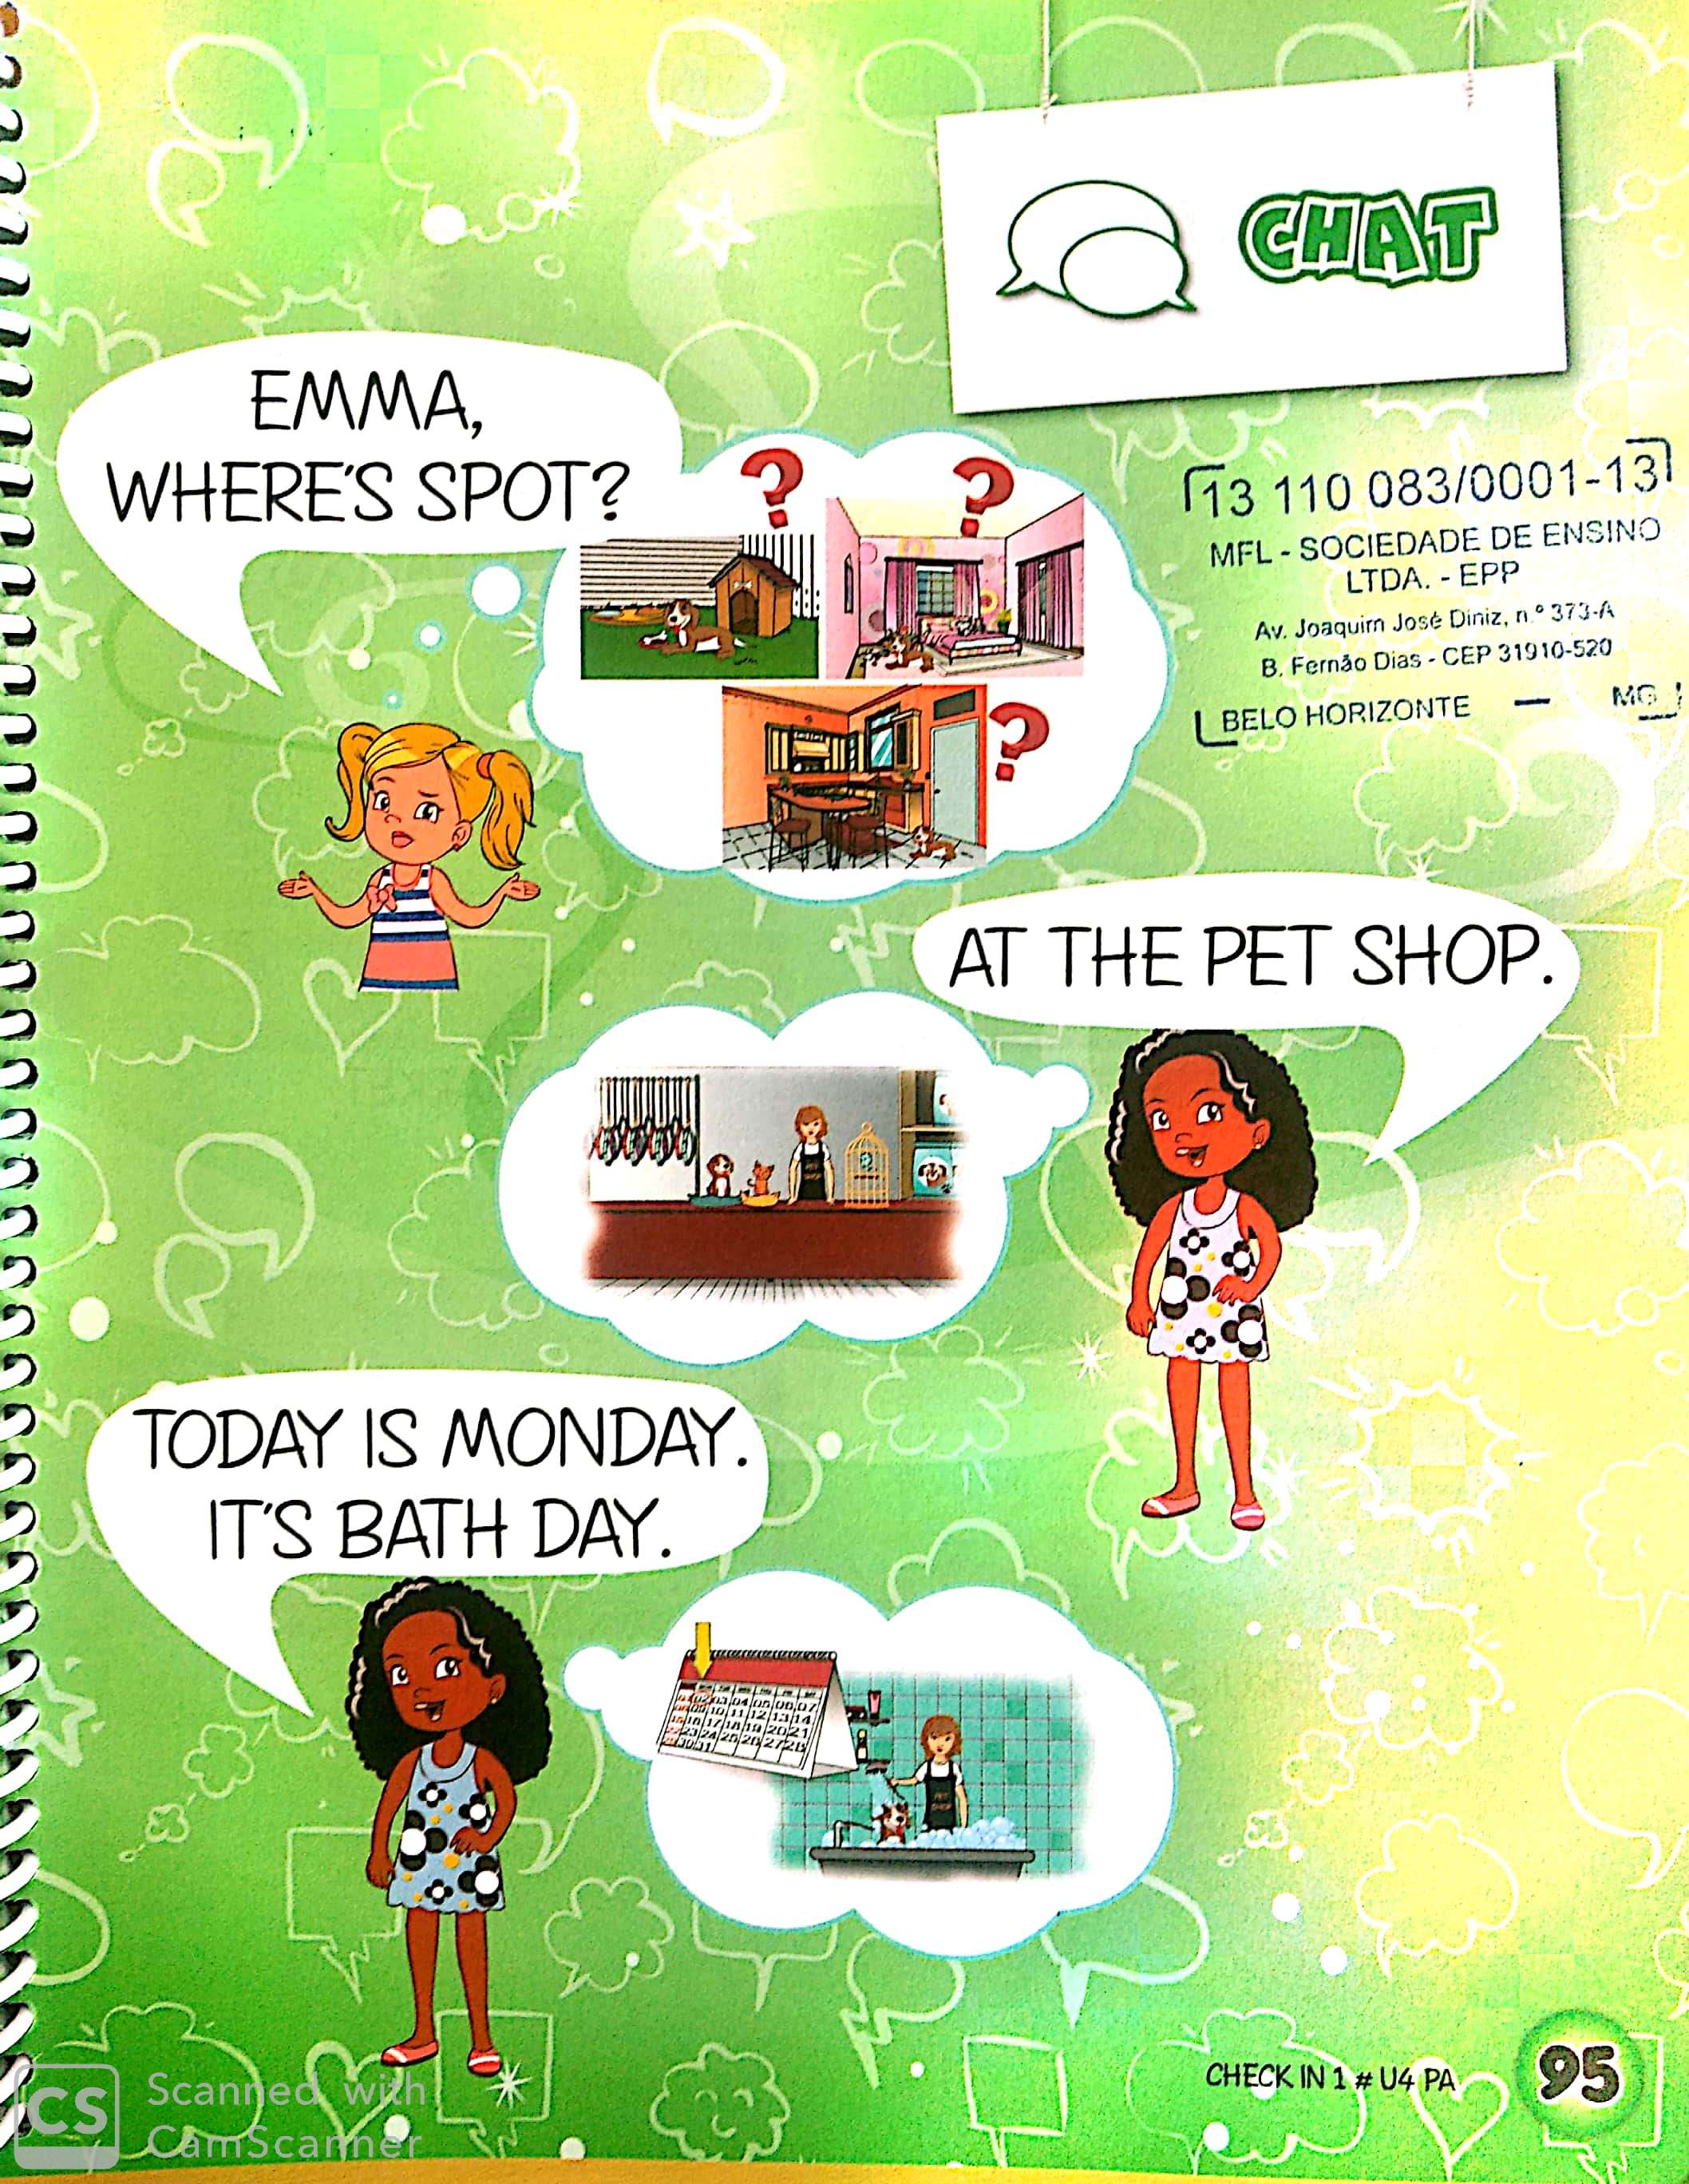 CHAT
EMMA,
WHERE'S SPOT?
13 110 083/0001-13
MFL - SOCIEDADE DE ENSINO
LTDA. - EPP
Av. Joaquim José Diniz, n.º 373-A
B. Fernão Dias - CEP 31910-520
BELO HORIZONTE — MG
AT THE PET SHOP.
TODAY IS MONDAY.
IT'S BATH DAY.
CHECK IN 1 # U4 PA
95
CS Scanned with
CamScanner